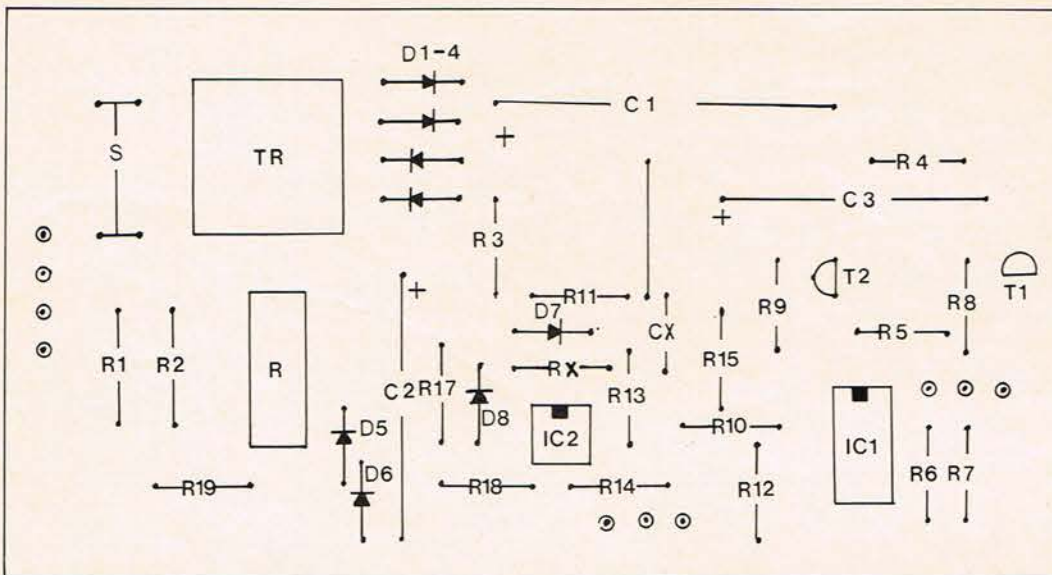 D1-4
C1
S
TR
+
R4
+
C3
R3
+
R11
R9
T2
R8
T1
D7
R1
R2
R
CX
R5
C2
R17
RX
R13
R15
D8
D5
IC2
R10
IC1
D6
R6
R7
R19
R18
R14
R12